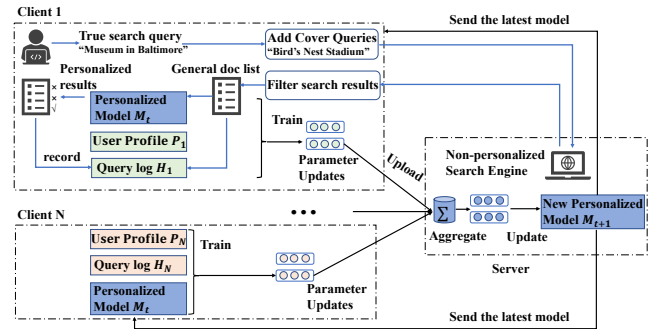 Client 1
Send the latest model
True search query
“Museum in Baltimore”
Add Cover Queries
“Bird’s Nest Stadium”
Personalized
results
General doc list
Filter search results
×
×
√
Personalized
Model M_t
Train
User Profile P_1
record
Query log H_1
Parameter
Updates
Upload
Non-personalized
Search Engine
Σ
New Personalized
Model M_{t+1}
Aggregate
Update
Server
•••
Client N
User Profile P_N
Train
Query log H_N
Personalized
Model M_t
Parameter
Updates
Send the latest model